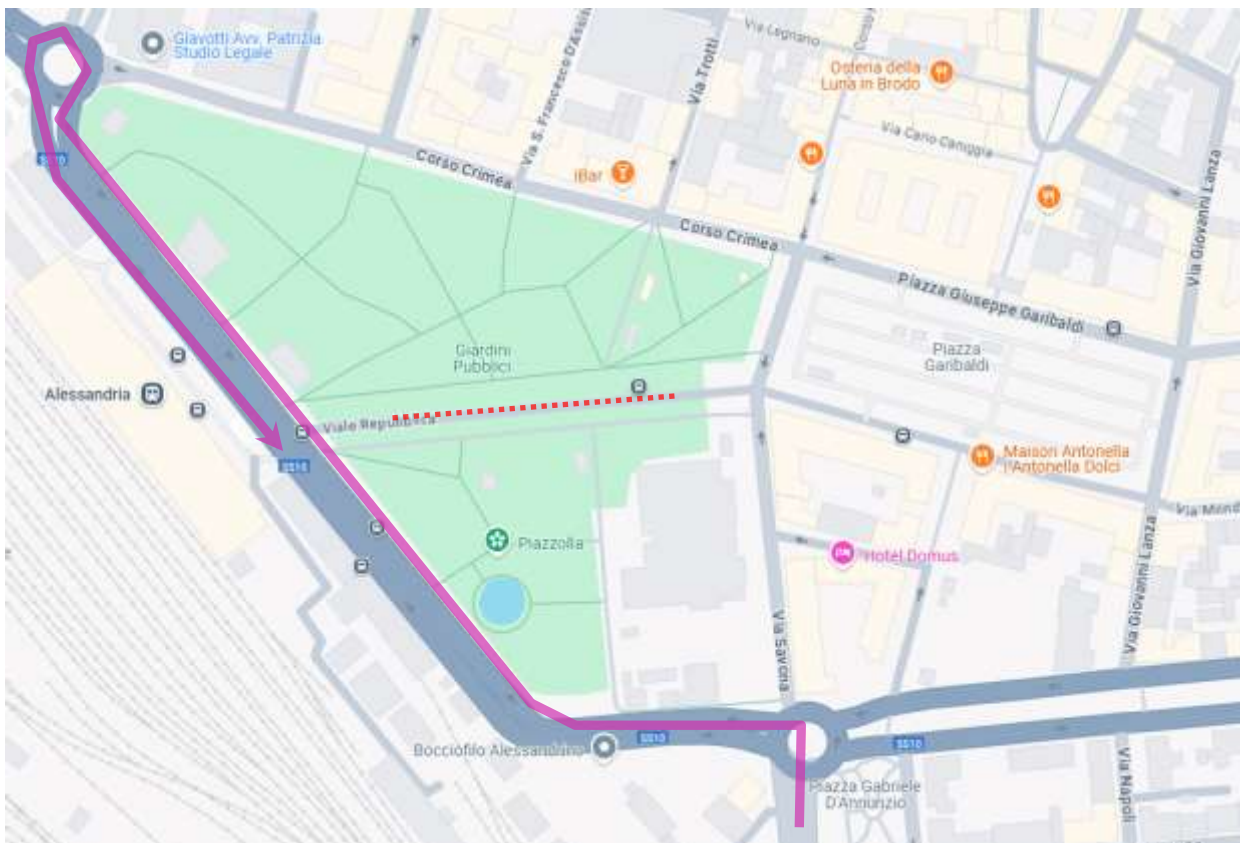 Giavotti Avv. Patrizia
Studio Legale
Via S. Francesco D'Assisi
Via Legnano
Osteria della
Luna in Brodo
Via Trotti
Via Carlo Caniggia
SS10
Corso Crimea
iBar
Via Giovanni Lanza
Corso Crimea
Piazza Giuseppe Garibaldi
Giardini
Pubblici
Piazza
Garibaldi
Alessandria
Viale Repubblica
SS10
Maison Antonella
l'Antonella Dolci
Via Mond
Piazzolla
Hotel Domus
Via Giovanni Lanza
Via Savona
Bocciofilo Alessandrino
SS10
SS10
Piazza Gabriele
D'Annunzio
Via Napoli